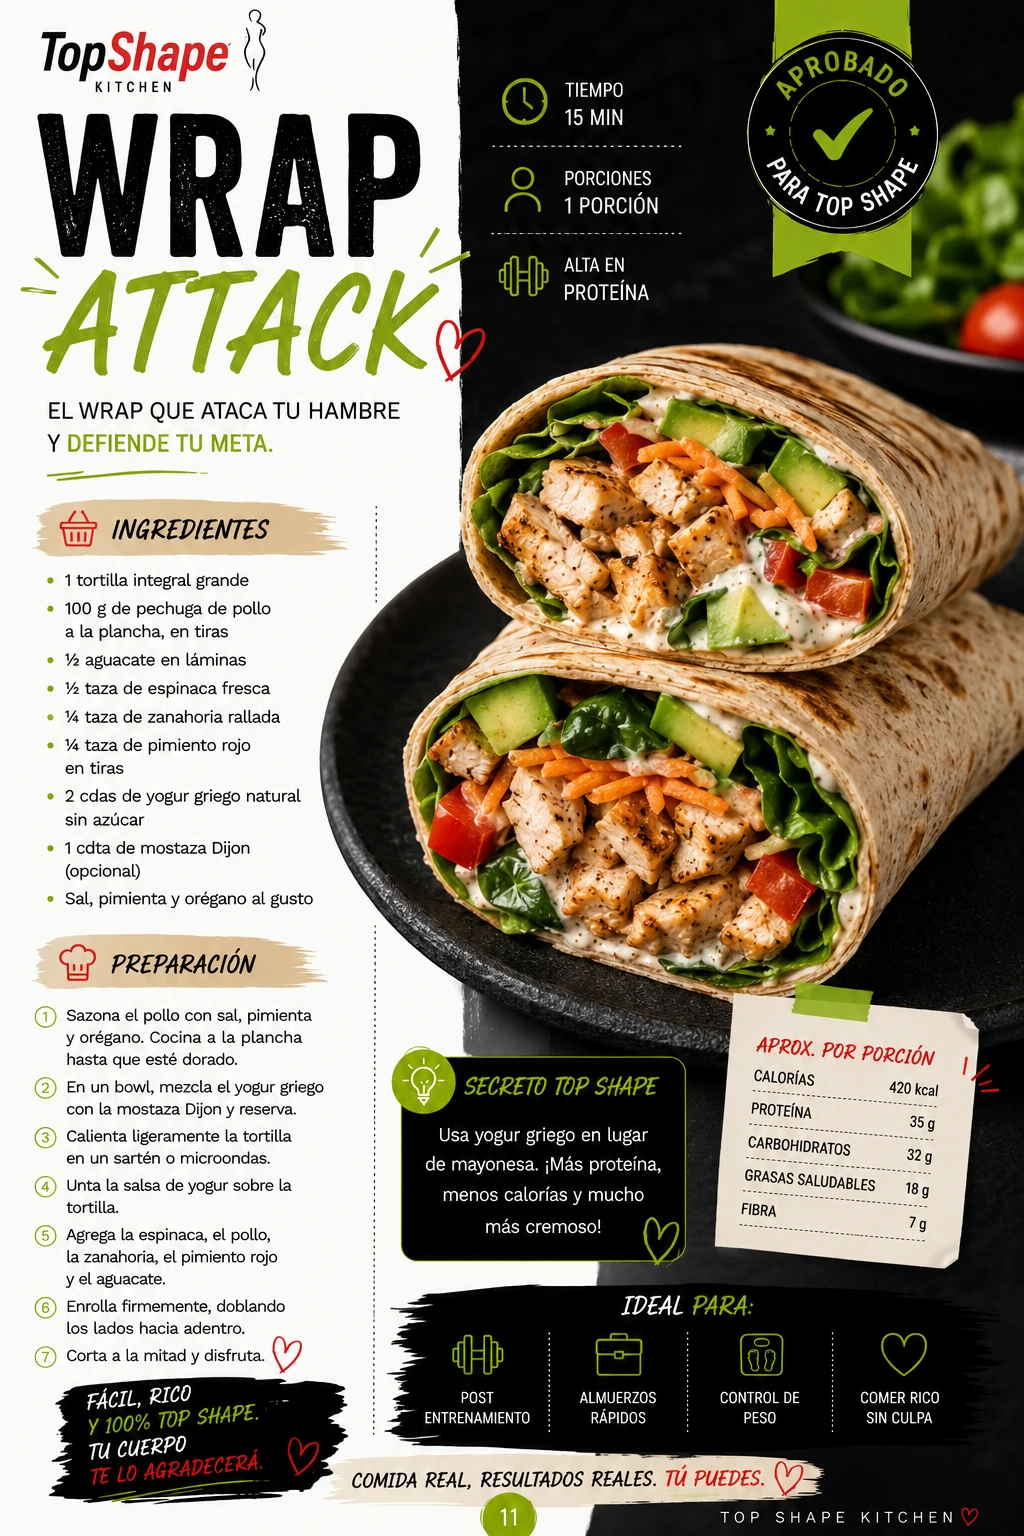 TopShape
KITCHEN
WRAP
ATTACK
EL WRAP QUE ATACA TU HAMBRE
Y DEFIENDE TU META.
TIEMPO
15 MIN
PORCIONES
1 PORCIÓN
ALTA EN
PROTEÍNA
APROBADO
PARA TOP SHAPE
INGREDIENTES
• 1 tortilla integral grande
• 100 g de pechuga de pollo
a la plancha, en tiras
• ½ aguacate en láminas
• ½ taza de espinaca fresca
• ¼ taza de zanahoria rallada
• ¼ taza de pimiento rojo
en tiras
• 2 cdas de yogur griego natural
sin azúcar
• 1 cdta de mostaza Dijon
(opcional)
• Sal, pimienta y orégano al gusto
PREPARACIÓN
1 Sazona el pollo con sal, pimienta
y orégano. Cocina a la plancha
hasta que esté dorado.
2 En un bowl, mezcla el yogur griego
con la mostaza Dijon y reserva.
3 Calienta ligeramente la tortilla
en un sartén o microondas.
4 Unta la salsa de yogur sobre la
tortilla.
5 Agrega la espinaca, el pollo,
la zanahoria, el pimiento rojo
y el aguacate.
6 Enrolla firmemente, doblando
los lados hacia adentro.
7 Corta a la mitad y disfruta.
FÁCIL, RICO
Y 100% TOP SHAPE.
TU CUERPO
TE LO AGRADECERÁ.
SECRETO TOP SHAPE
Usa yogur griego en lugar
de mayonesa. ¡Más proteína,
menos calorías y mucho
más cremoso!
APROX. POR PORCIÓN
CALORÍAS 420 kcal
PROTEÍNA 35 g
CARBOHIDRATOS 32 g
GRASAS SALUDABLES 18 g
FIBRA 7 g
IDEAL PARA:
POST
ENTRENAMIENTO
ALMUERZOS
RÁPIDOS
CONTROL DE
PESO
COMER RICO
SIN CULPA
COMIDA REAL, RESULTADOS REALES. TÚ PUEDES.
11
TOP SHAPE KITCHEN